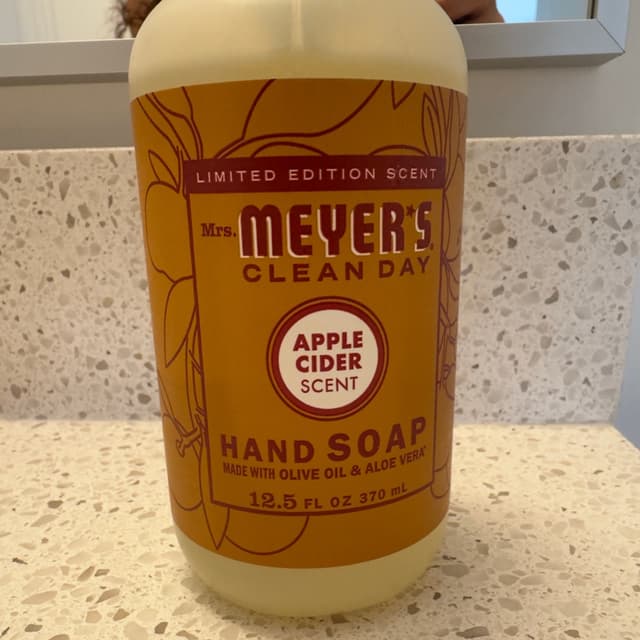 LIMITED EDITION SCENT
Mrs. MEYER'S
CLEAN DAY
APPLE
CIDER
SCENT
HAND SOAP
MADE WITH OLIVE OIL & ALOE VERA*
12.5 FL OZ 370 mL